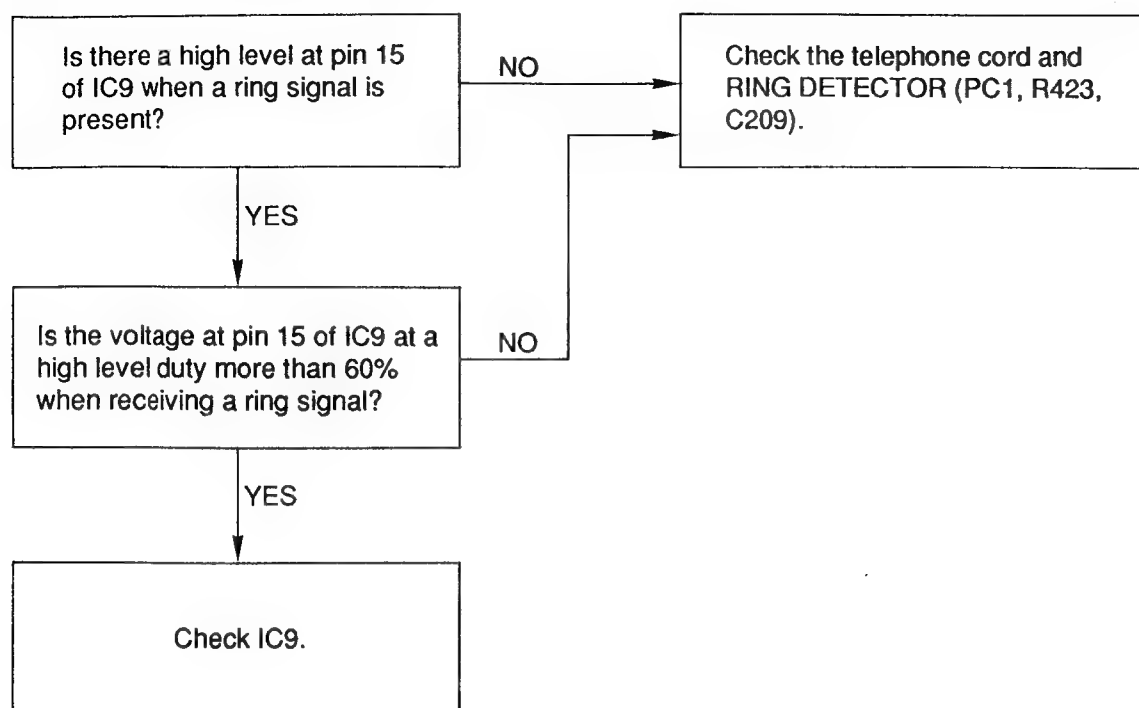 Is there a high level at pin 15
of IC9 when a ring signal is
present?
NO
Check the telephone cord and
RING DETECTOR (PC1, R423,
C209).
YES
Is the voltage at pin 15 of IC9 at a
high level duty more than 60%
when receiving a ring signal?
NO
YES
Check IC9.